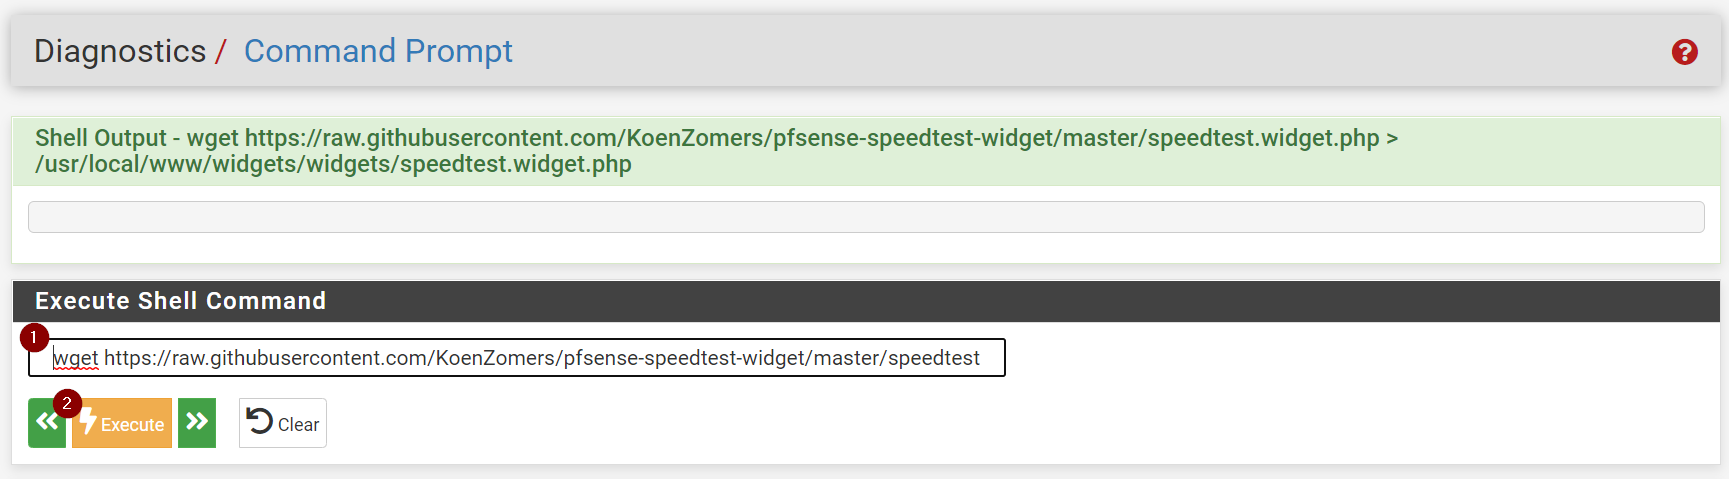 Diagnostics / Command Prompt
Shell Output - wget https://raw.githubusercontent.com/KoenZomers/pfsense-speedtest-widget/master/speedtest.widget.php >
/usr/local/www/widgets/widgets/speedtest.widget.php
Execute Shell Command
1
wget https://raw.githubusercontent.com/KoenZomers/pfsense-speedtest-widget/master/speedtest
2
Execute Clear